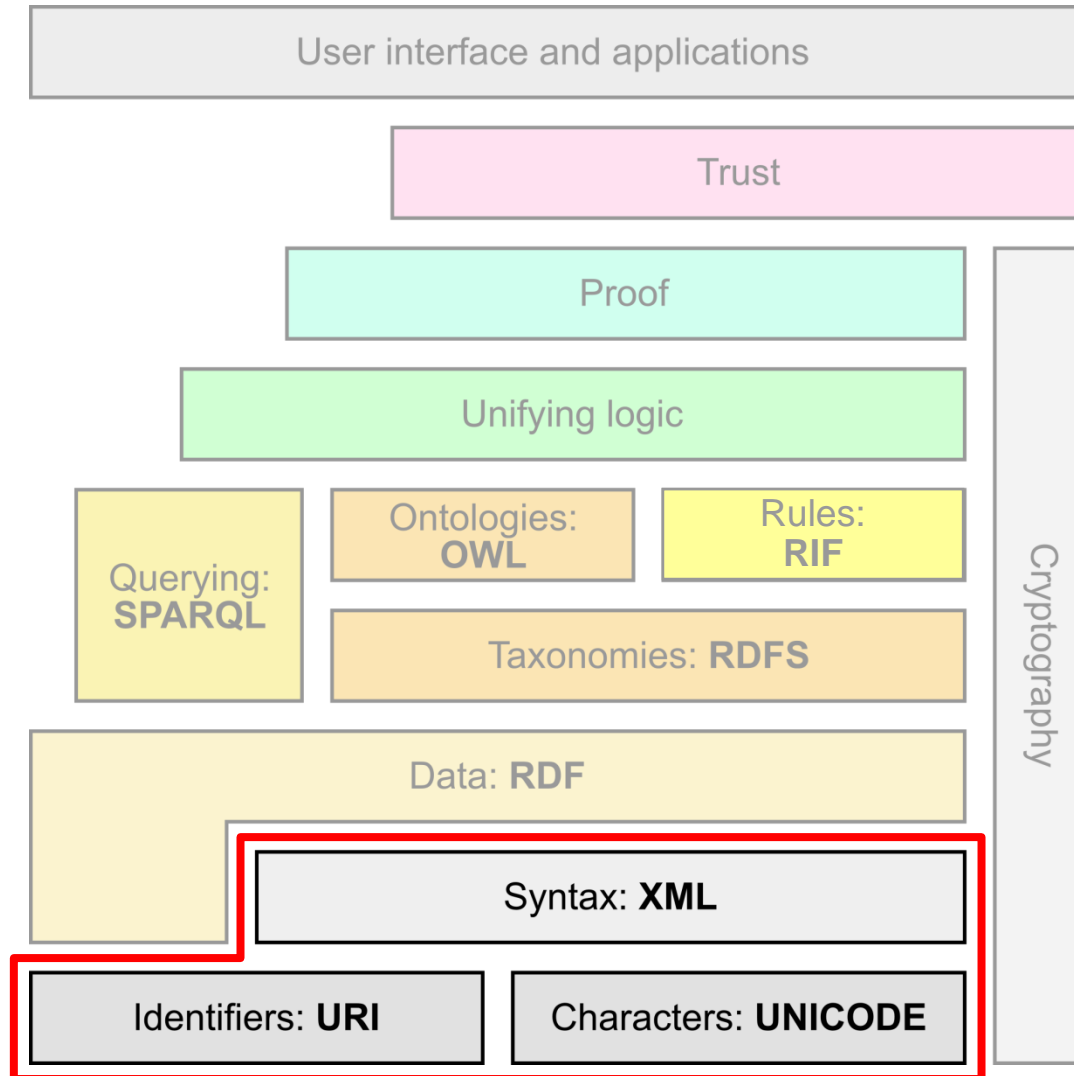 User interface and applications
Trust
Proof
Unifying logic
Querying:
SPARQL
Ontologies:
OWL
Rules:
RIF
Taxonomies: RDFS
Cryptography
Data: RDF
Syntax: XML
Identifiers: URI
Characters: UNICODE